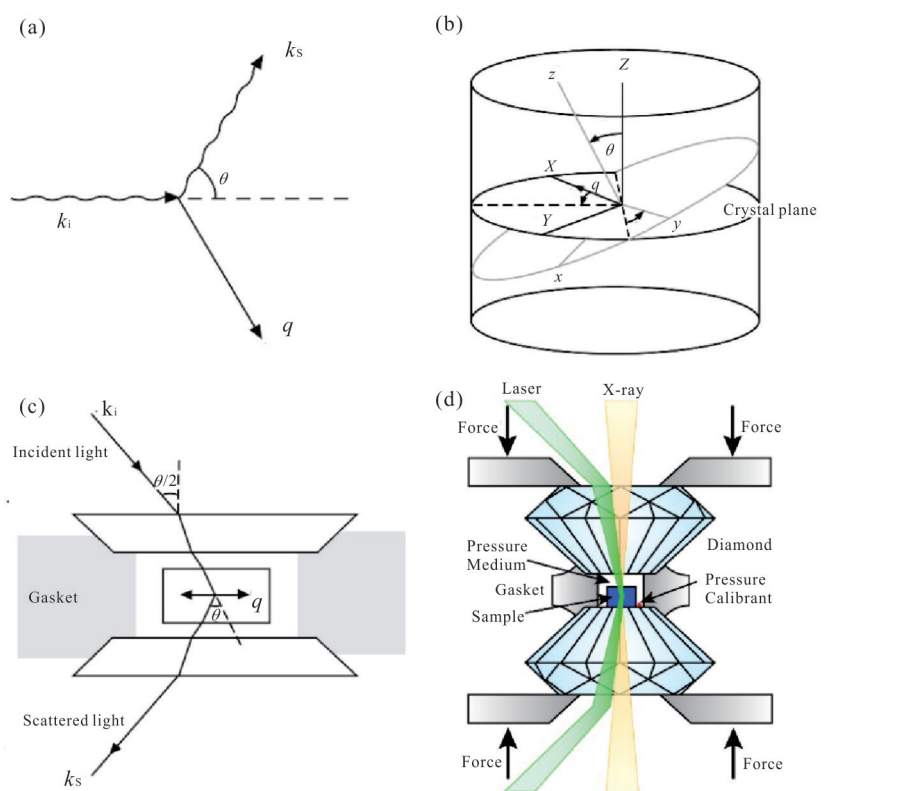 (a)
kS
θ
ki
q
(b)
z
Z
θ
X
q
Y
y
Crystal plane
x
(c)
ki
Incident light
θ/2
Gasket
q
θ
Scattered light
kS
(d)
Laser
X-ray
Force
Force
Pressure
Medium
Diamond
Gasket
Pressure
Calibrant
Sample
Force
Force